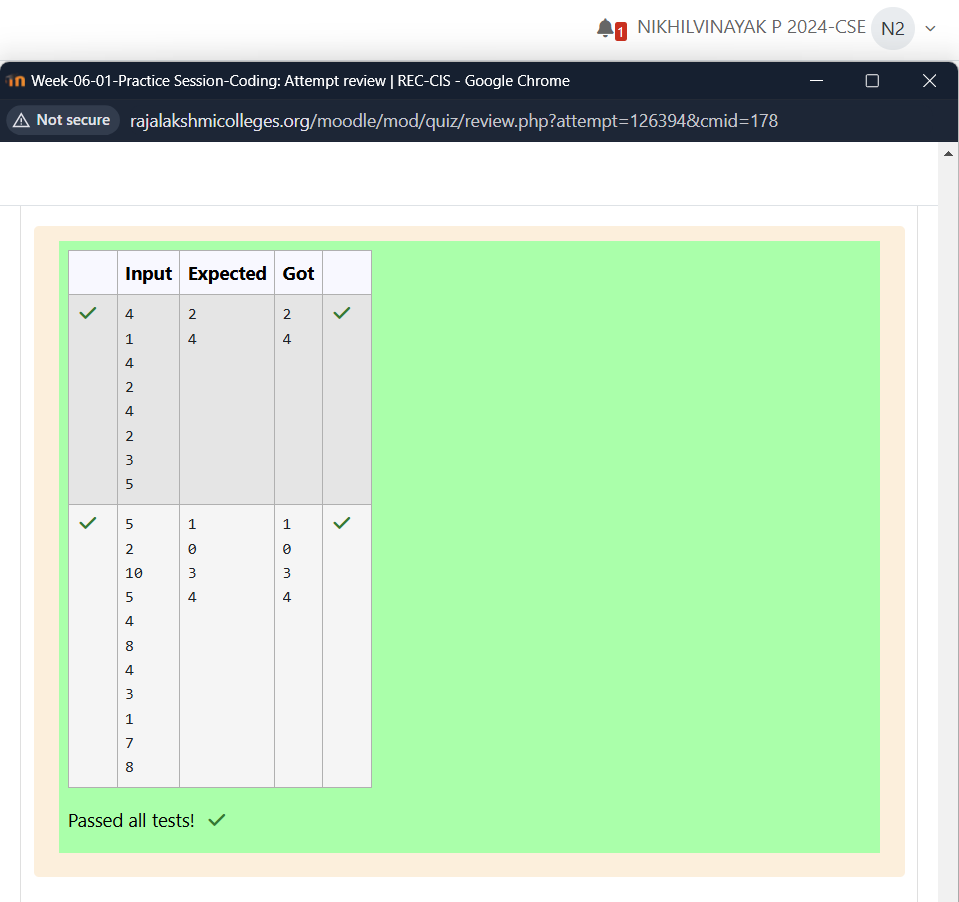 1 NIKHILVINAYAK P 2024-CSE N2
Week-06-01-Practice Session-Coding: Attempt review | REC-CIS - Google Chrome
Not secure rajalakshmicolleges.org/moodle/mod/quiz/review.php?attempt=126394&cmid=178
Input Expected Got
4 2 2
1 4 4
4
2
4
2
3
5
5 1 1
2 0 0
10 3 3
5 4 4
4
8
4
3
1
7
8
Passed all tests!